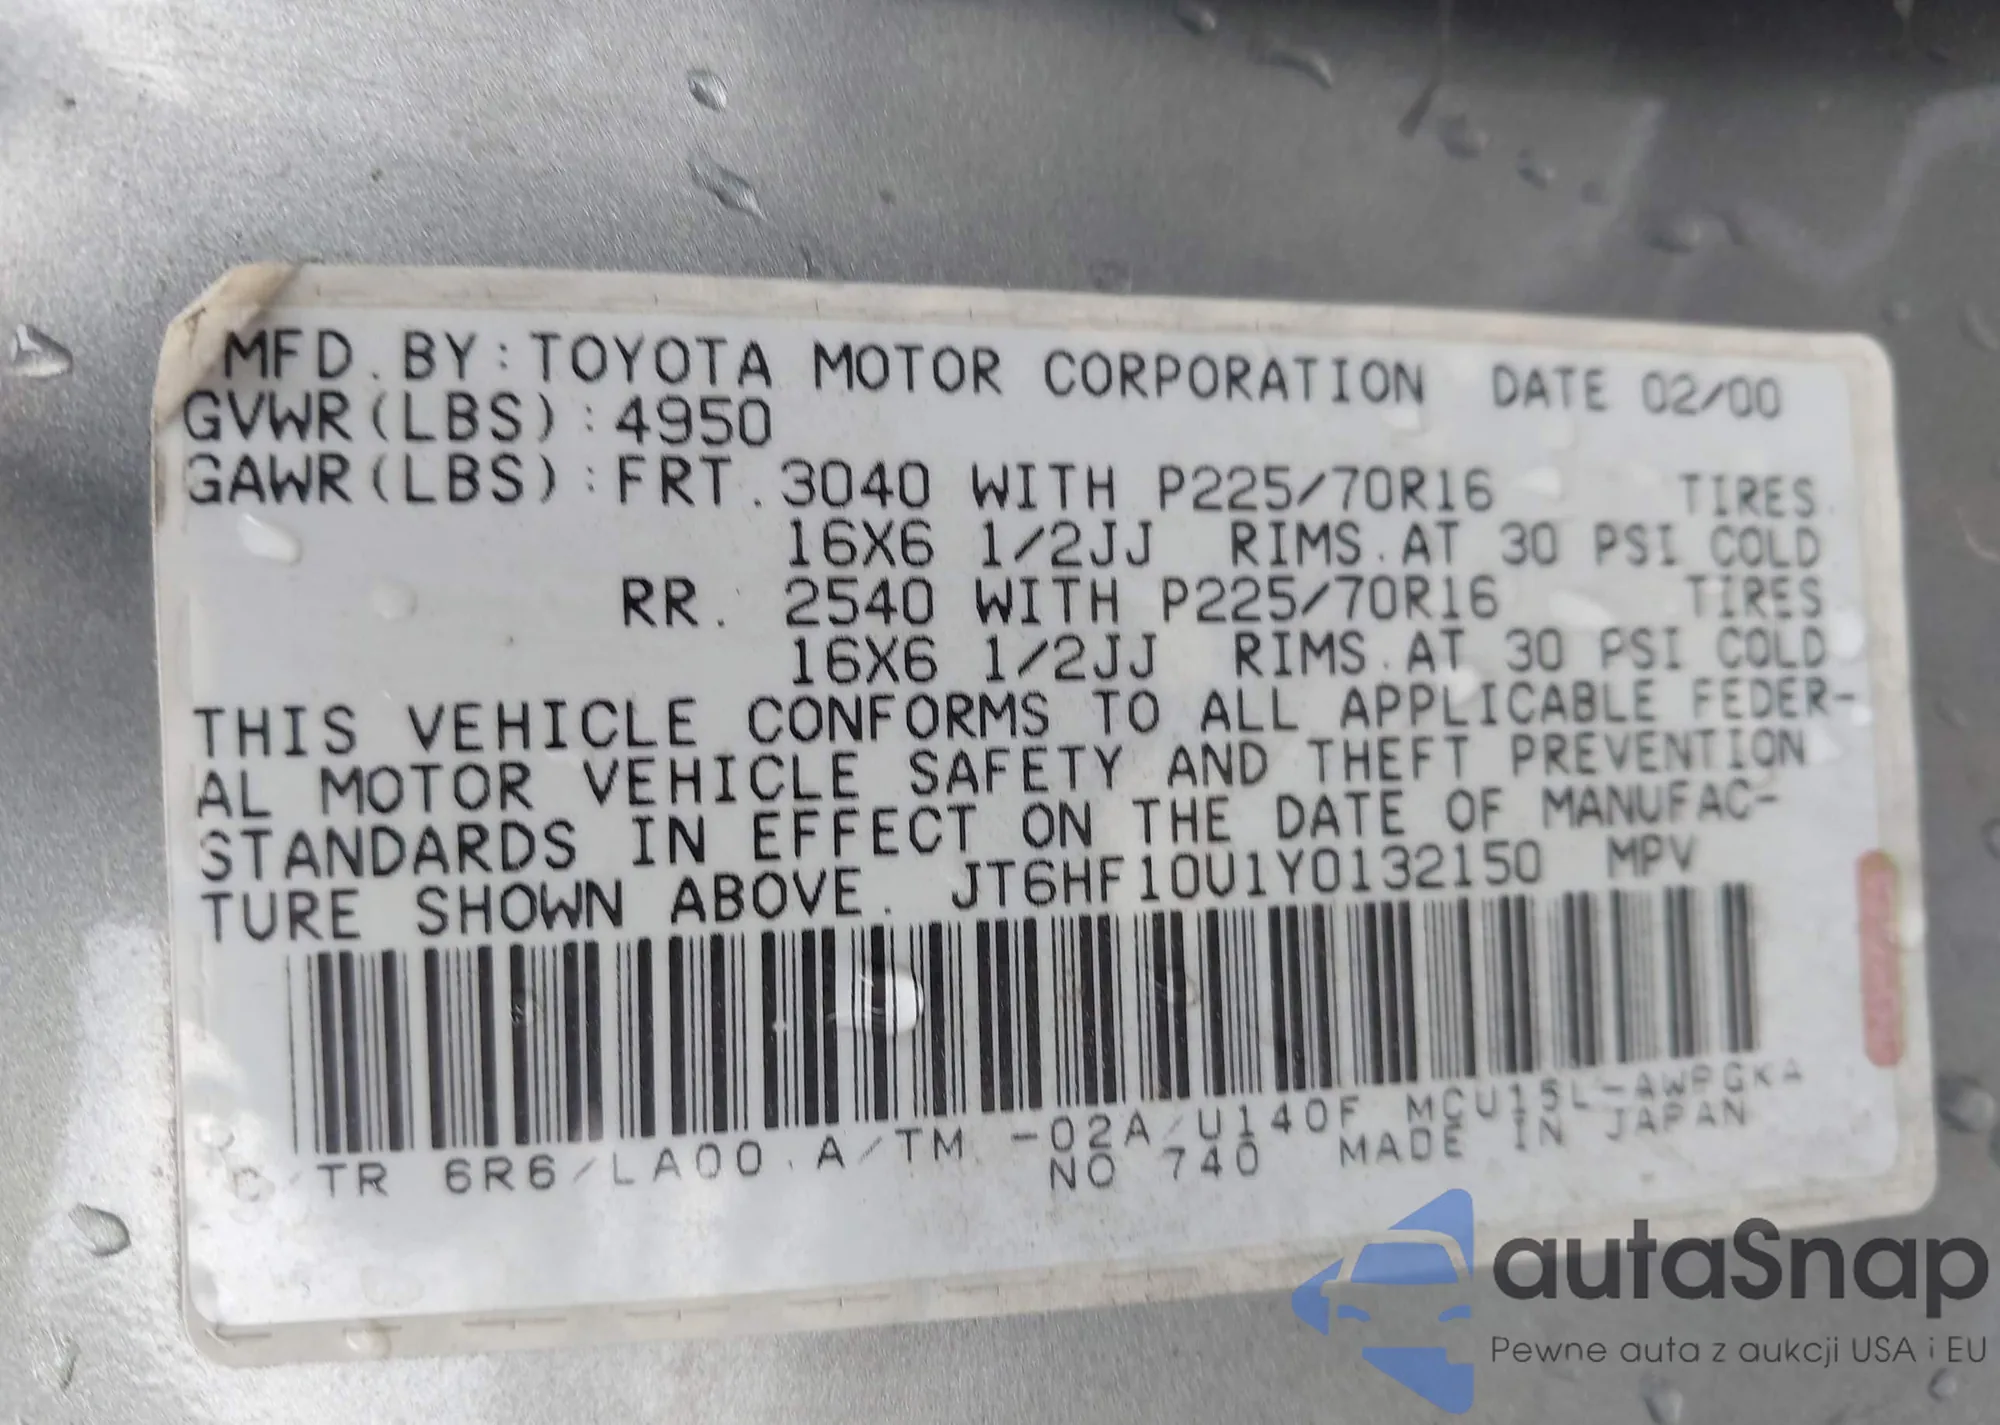 MFD. BY: TOYOTA MOTOR CORPORATION DATE 02/00
GVWR(LBS): 4950
GAWR(LBS): FRT. 3040 WITH P225/70R16 TIRES.
16X6 1/2JJ RIMS. AT 30 PSI COLD
RR. 2540 WITH P225/70R16 TIRES
16X6 1/2JJ RIMS. AT 30 PSI COLD
THIS VEHICLE CONFORMS TO ALL APPLICABLE FEDER-
AL MOTOR VEHICLE SAFETY AND THEFT PREVENTION
STANDARDS IN EFFECT ON THE DATE OF MANUFAC-
TURE SHOWN ABOVE. JT6HF10U1Y0132150 MPV
C/TR 6R6/LA00. A/TM. -02A/U140F MCU15L-AWPGKA
NO 740 MADE IN JAPAN
autaSnap
Pewne auta z aukcji USA i EU